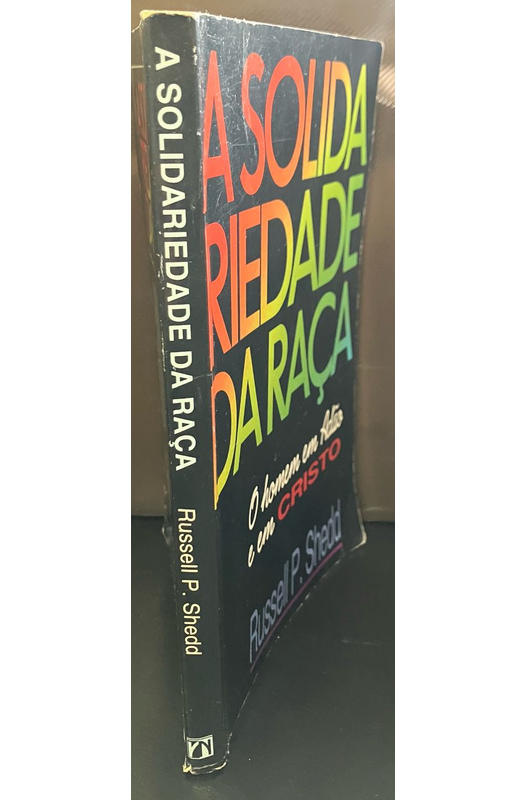 A SOLIDARIEDADE DA RAÇA
Russell P. Shedd
A SOLIDA
RIEDADE
DA RAÇA
O homem em Adão
e em CRISTO
Russell P. Shedd